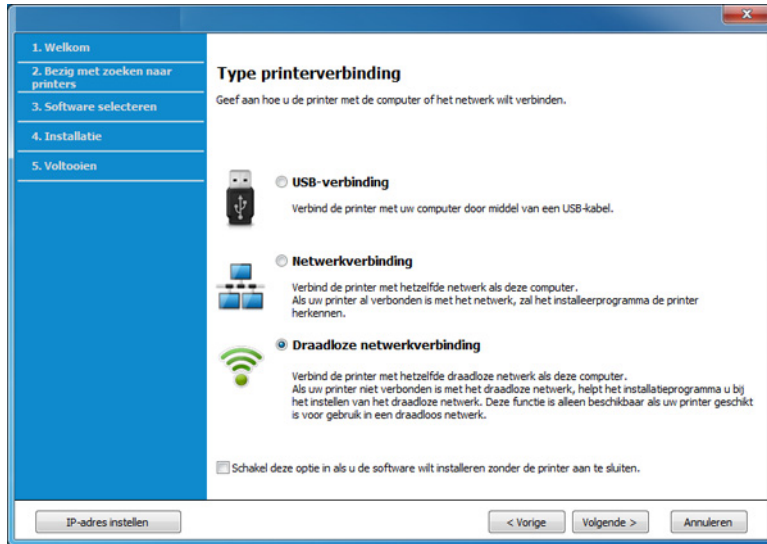 1. Welkom
2. Bezig met zoeken naar
printers
3. Software selecteren
4. Installatie
5. Voltooien
Type printerverbinding
Geef aan hoe u de printer met de computer of het netwerk wilt verbinden.
USB-verbinding
Verbind de printer met uw computer door middel van een USB-kabel.
Netwerkverbinding
Verbind de printer met hetzelfde netwerk als deze computer.
Als uw printer al verbonden is met het netwerk, zal het installeerprogramma de printer
herkennen.
Draadloze netwerkverbinding
Verbind de printer met hetzelfde draadloze netwerk als deze computer.
Als uw printer niet verbonden is met het draadloze netwerk, helpt het installatieprogramma u bij
het instellen van het draadloze netwerk. Deze functie is alleen beschikbaar als uw printer geschikt
is voor gebruik in een draadloos netwerk.
Schakel deze optie in als u de software wilt installeren zonder de printer aan te sluiten.
IP-adres instellen
< Vorige
Volgende >
Annuleren